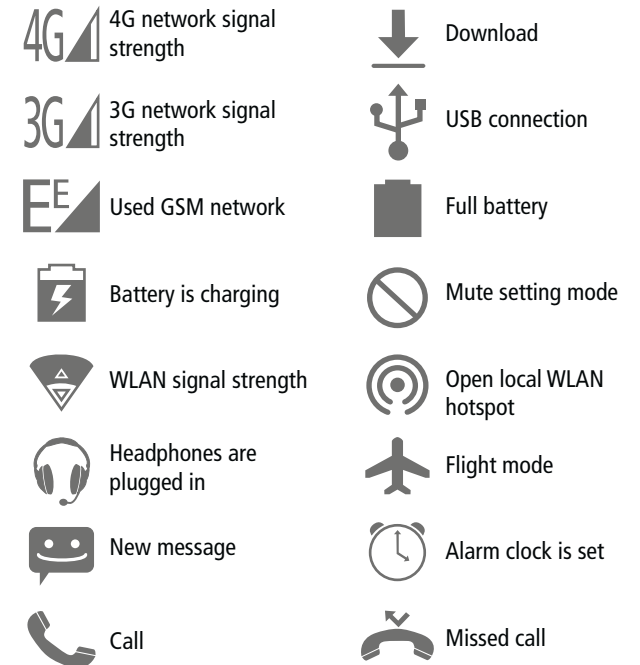 4G
4G network signal
strength
3G
3G network signal
strength
EE
Used GSM network
Battery is charging
WLAN signal strength
Headphones are
plugged in
New message
Call
Download
USB connection
Full battery
Mute setting mode
Open local WLAN
hotspot
Flight mode
Alarm clock is set
Missed call